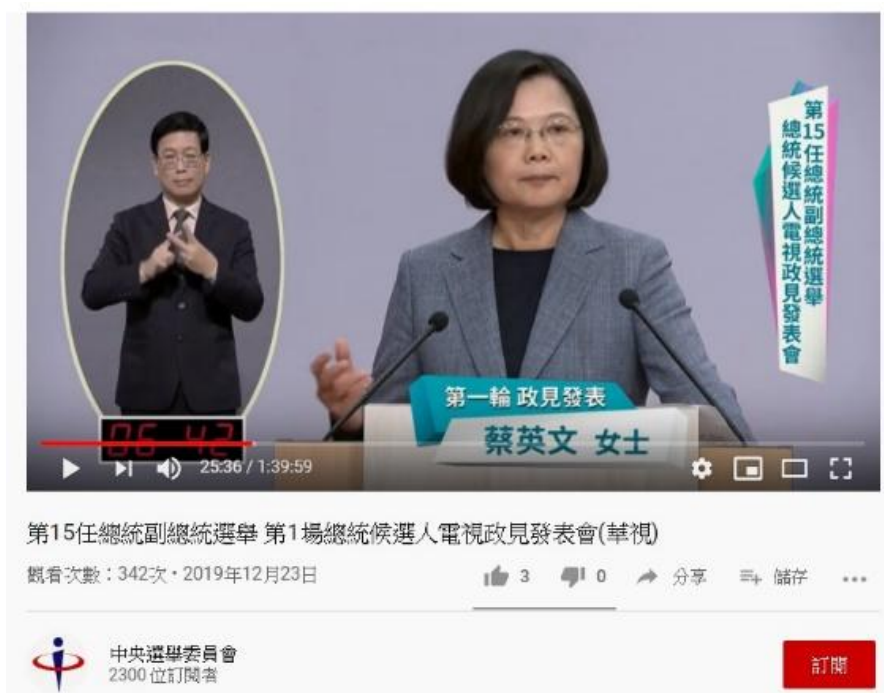 第15任總統副總統選舉
總統候選人電視政見發表會
第一輪 政見發表
蔡英文 女士
06 42
25:36 / 1:39:59
第15任總統副總統選舉 第1場總統候選人電視政見發表會(華視)
觀看次數：342次・2019年12月23日
3
0
分享
儲存
中央選舉委員會
2300 位訂閱者
訂閱